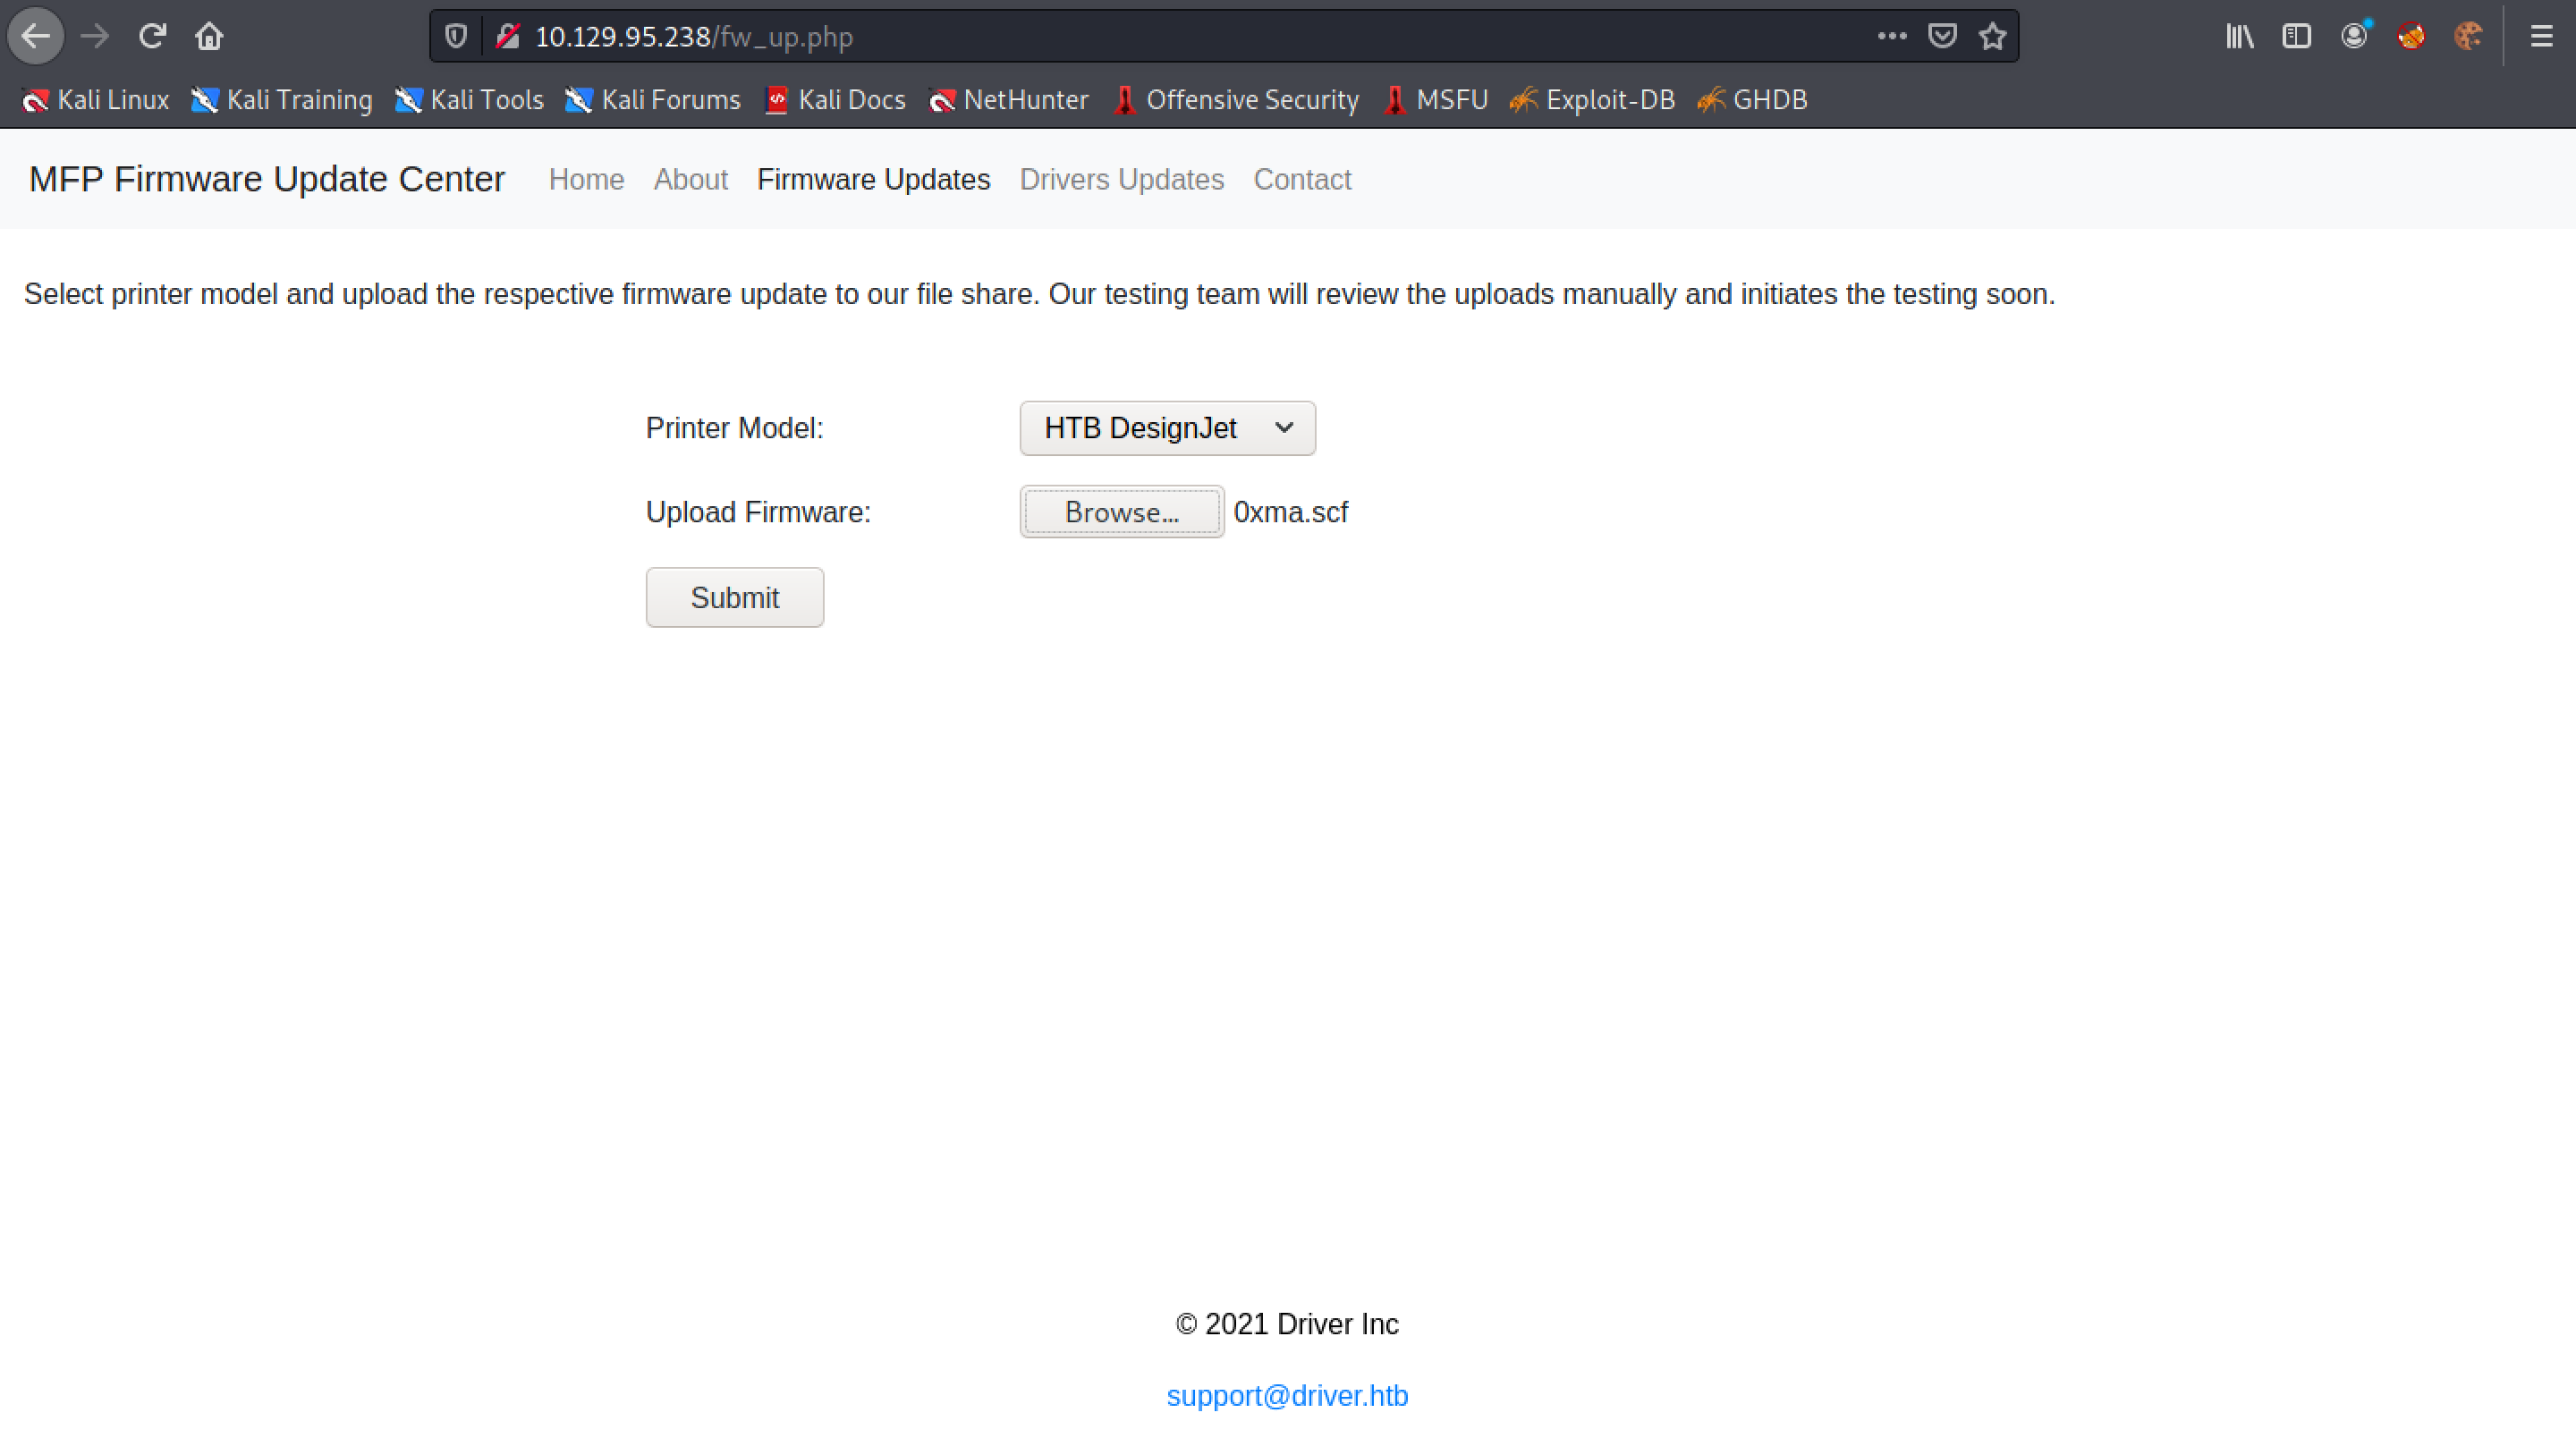 10.129.95.238/fw_up.php
Kali Linux Kali Training Kali Tools Kali Forums Kali Docs NetHunter Offensive Security MSFU Exploit-DB GHDB
MFP Firmware Update Center Home About Firmware Updates Drivers Updates Contact
Select printer model and upload the respective firmware update to our file share. Our testing team will review the uploads manually and initiates the testing soon.
Printer Model: HTB DesignJet
Upload Firmware: Browse... 0xma.scf
Submit
© 2021 Driver Inc
support@driver.htb